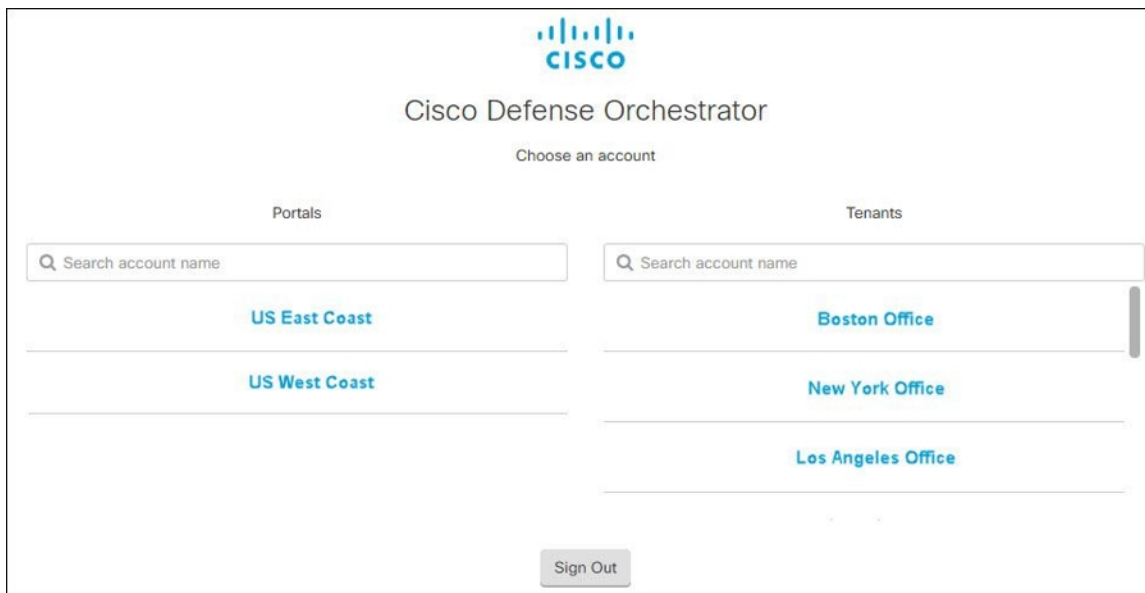 CISCO
Cisco Defense Orchestrator
Choose an account
Portals
Search account name
US East Coast
US West Coast
Tenants
Search account name
Boston Office
New York Office
Los Angeles Office
Sign Out